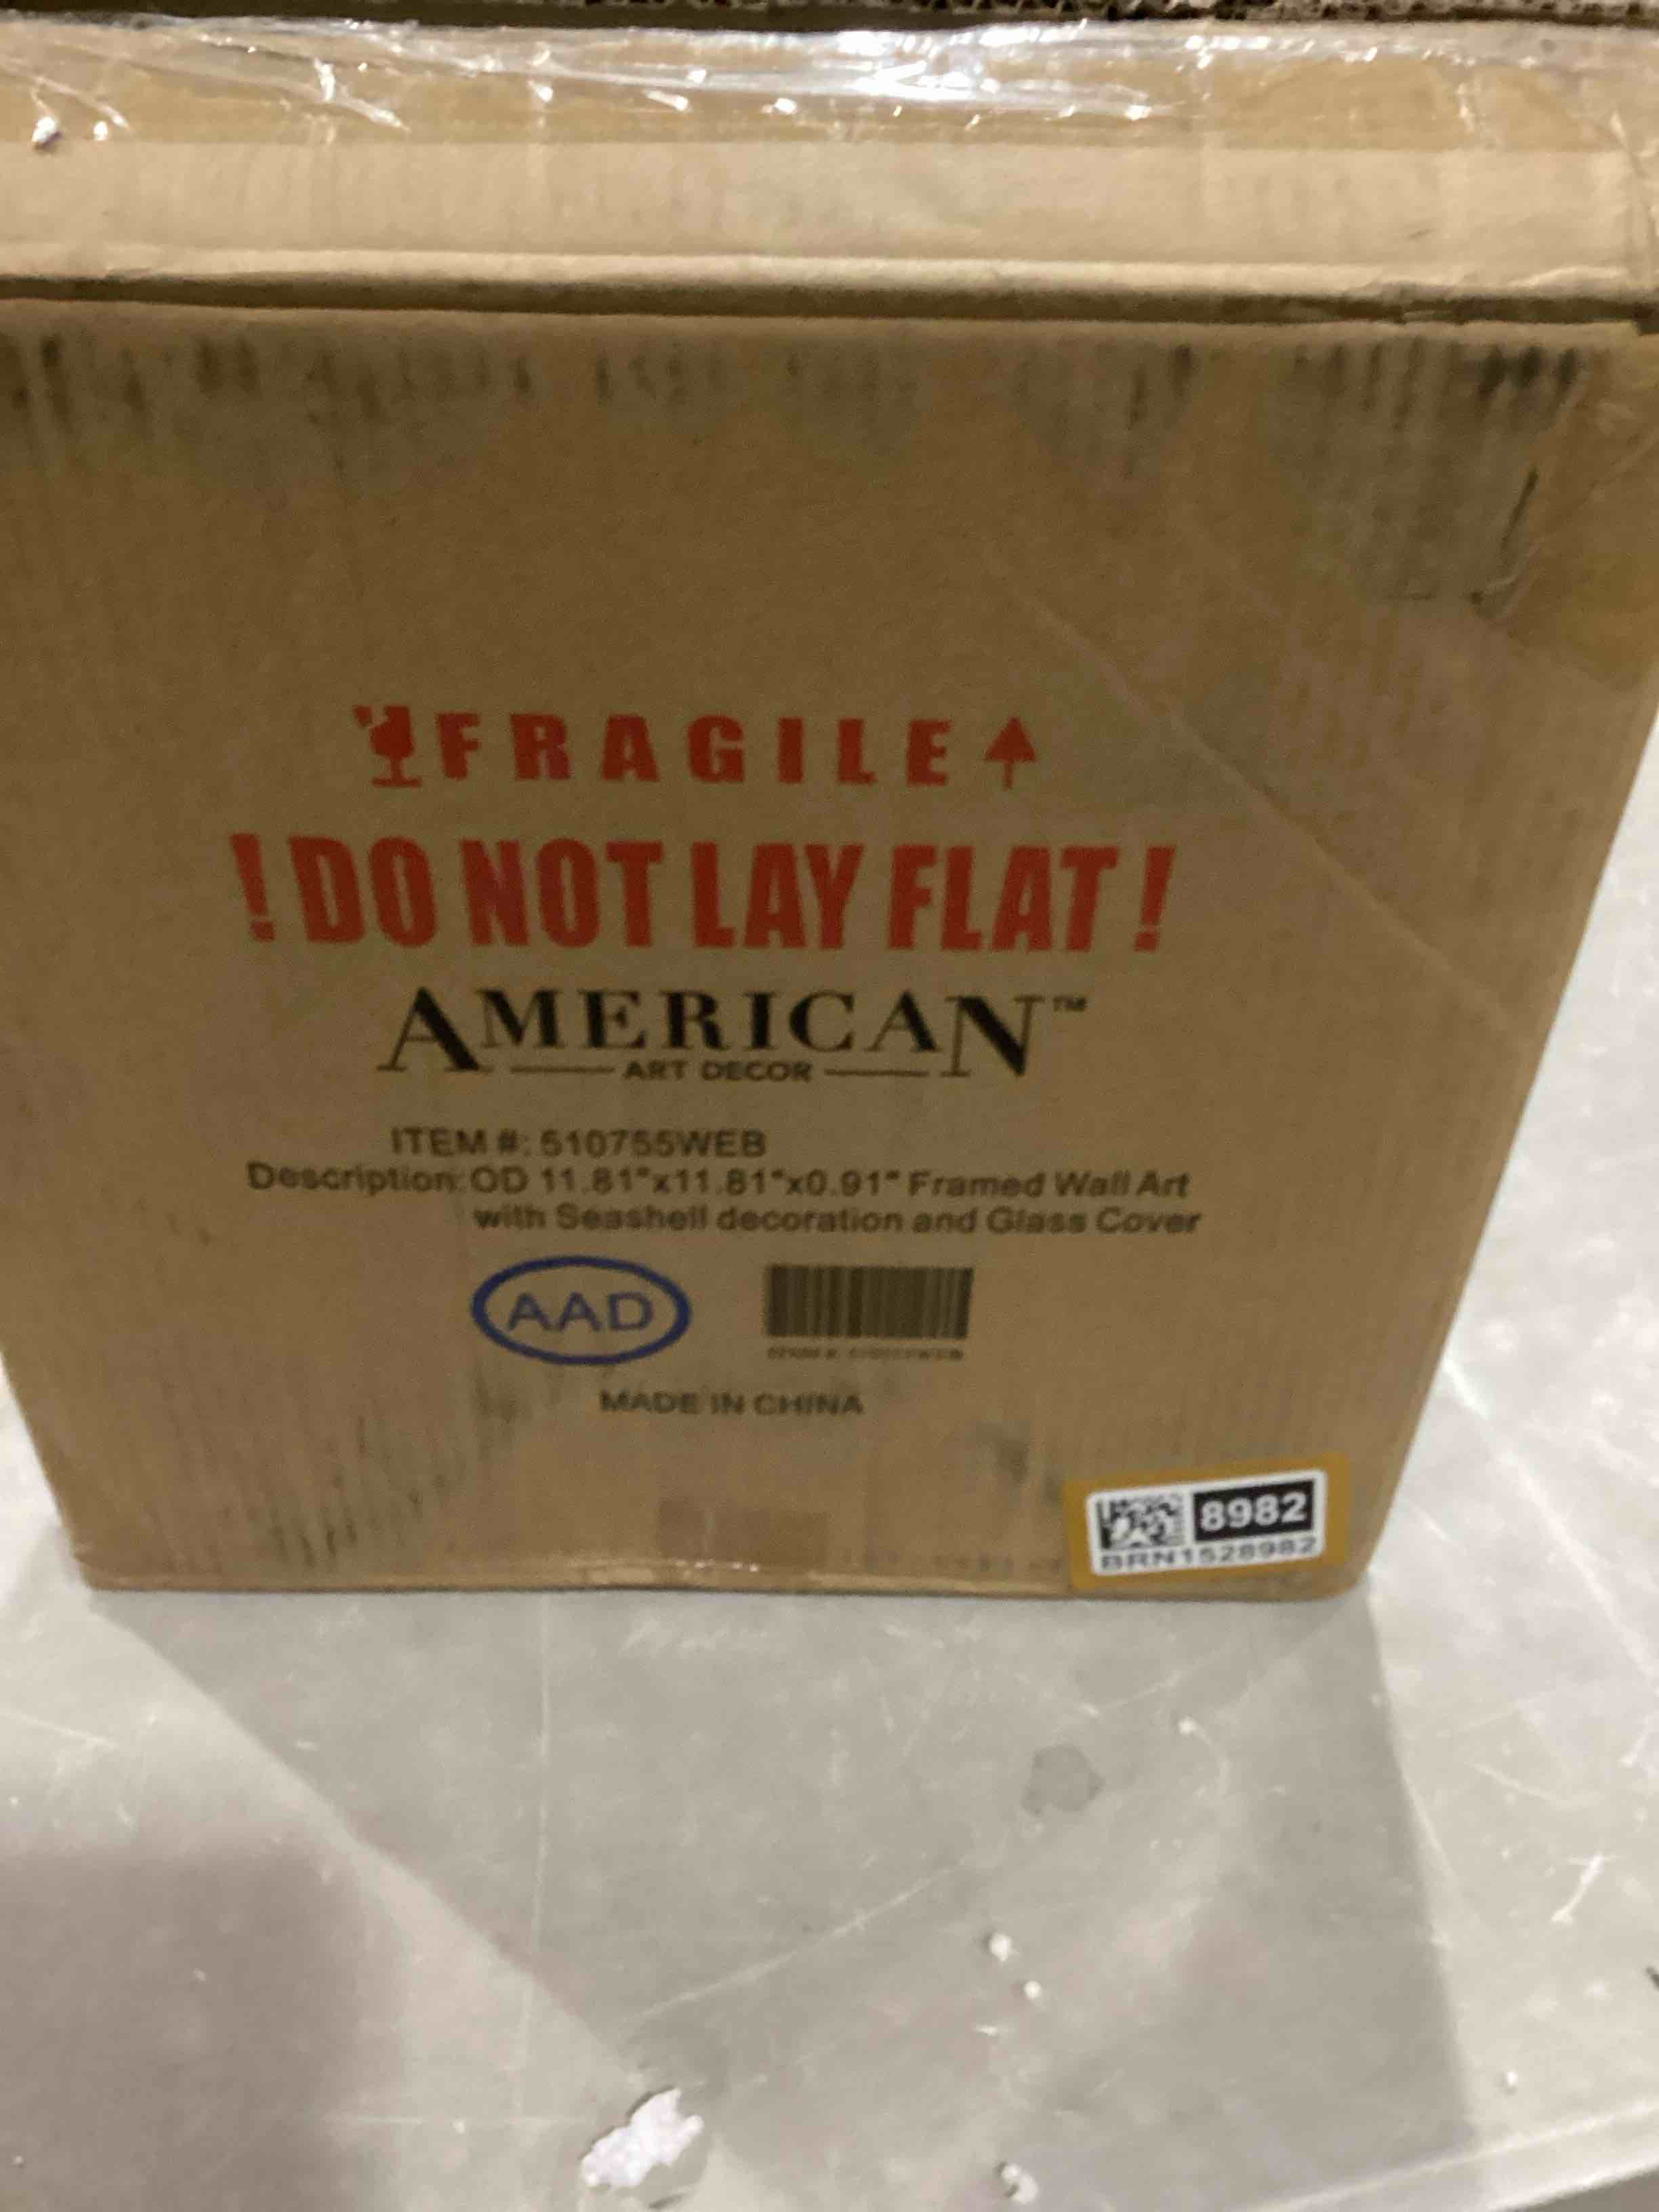 FRAGILE
! DO NOT LAY FLAT !
AMERICAN™
ART DECOR
ITEM #: 510755WEB
Description: OD 11.81"x11.81"x0.91" Framed Wall Art
with Seashell decoration and Glass Cover
AAD
MADE IN CHINA
8982
BRN1528982